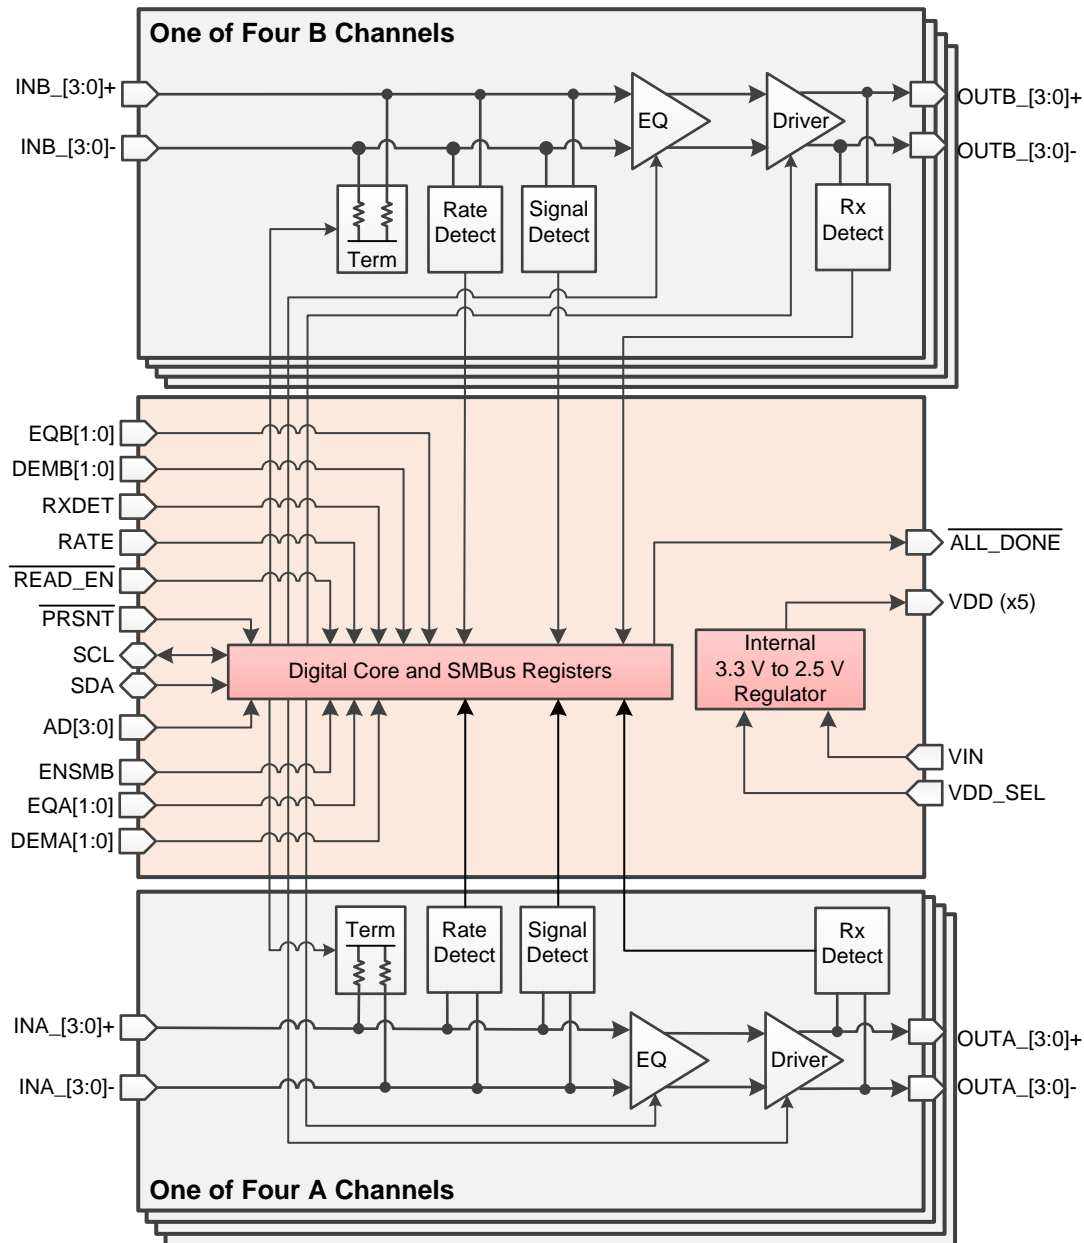 One of Four B Channels
INB_[3:0]+
OUTB_[3:0]+
EQ
Driver
INB_[3:0]-
OUTB_[3:0]-
Term
Rate
Detect
Signal
Detect
Rx
Detect
EQB[1:0]
DEMB[1:0]
RXDET
RATE
READ_EN
PRSNT
SCL
SDA
AD[3:0]
ENSMB
EQA[1:0]
DEMA[1:0]
Digital Core and SMBus Registers
ALL_DONE
VDD (x5)
Internal
3.3 V to 2.5 V
Regulator
VIN
VDD_SEL
Term
Rate
Detect
Signal
Detect
Rx
Detect
INA_[3:0]+
OUTA_[3:0]+
EQ
Driver
INA_[3:0]-
OUTA_[3:0]-
One of Four A Channels